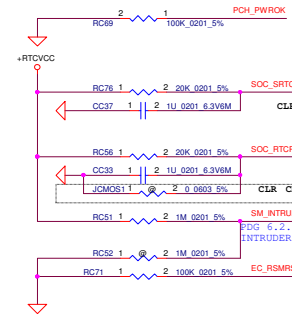 PCH_PWROK
2 1
RC69 100K_0201_5%
+RTCVCC
RC76 1 2 20K_0201_5% SOC_SRTC
CC37 1 2 1U_0201_6.3V6M CL
RC56 1 2 20K_0201_5% SOC_RTCR
CC33 1 2 1U_0201_6.3V6M
JCMOS1 1 @ 2 0_0603_5% CLR C
RC51 1 2 1M_0201_5% SM_INTRU
PDG 6.2.
INTRUDER
RC52 1 @ 2 1M_0201_5%
RC71 1 2 100K_0201_5% EC_RSMR